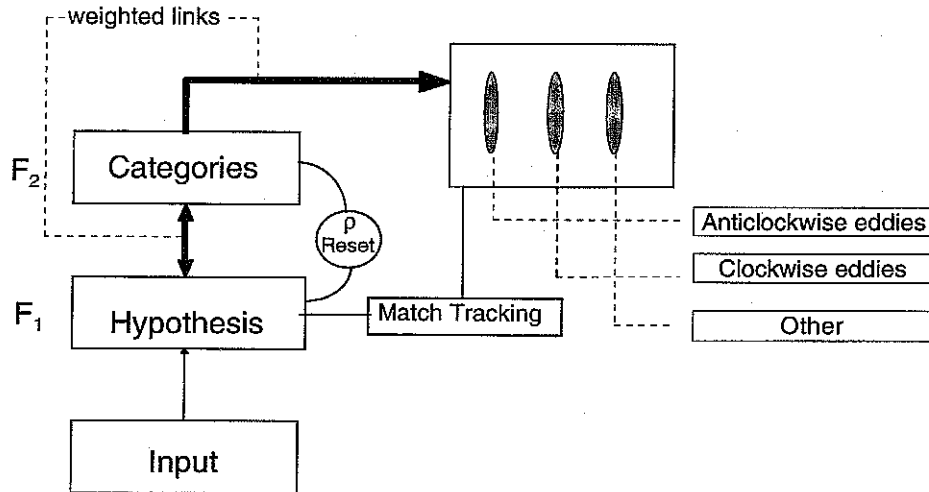 weighted links
F2
Categories
ρ
Reset
Anticlockwise eddies
Clockwise eddies
F1
Hypothesis
Match Tracking
Other
Input